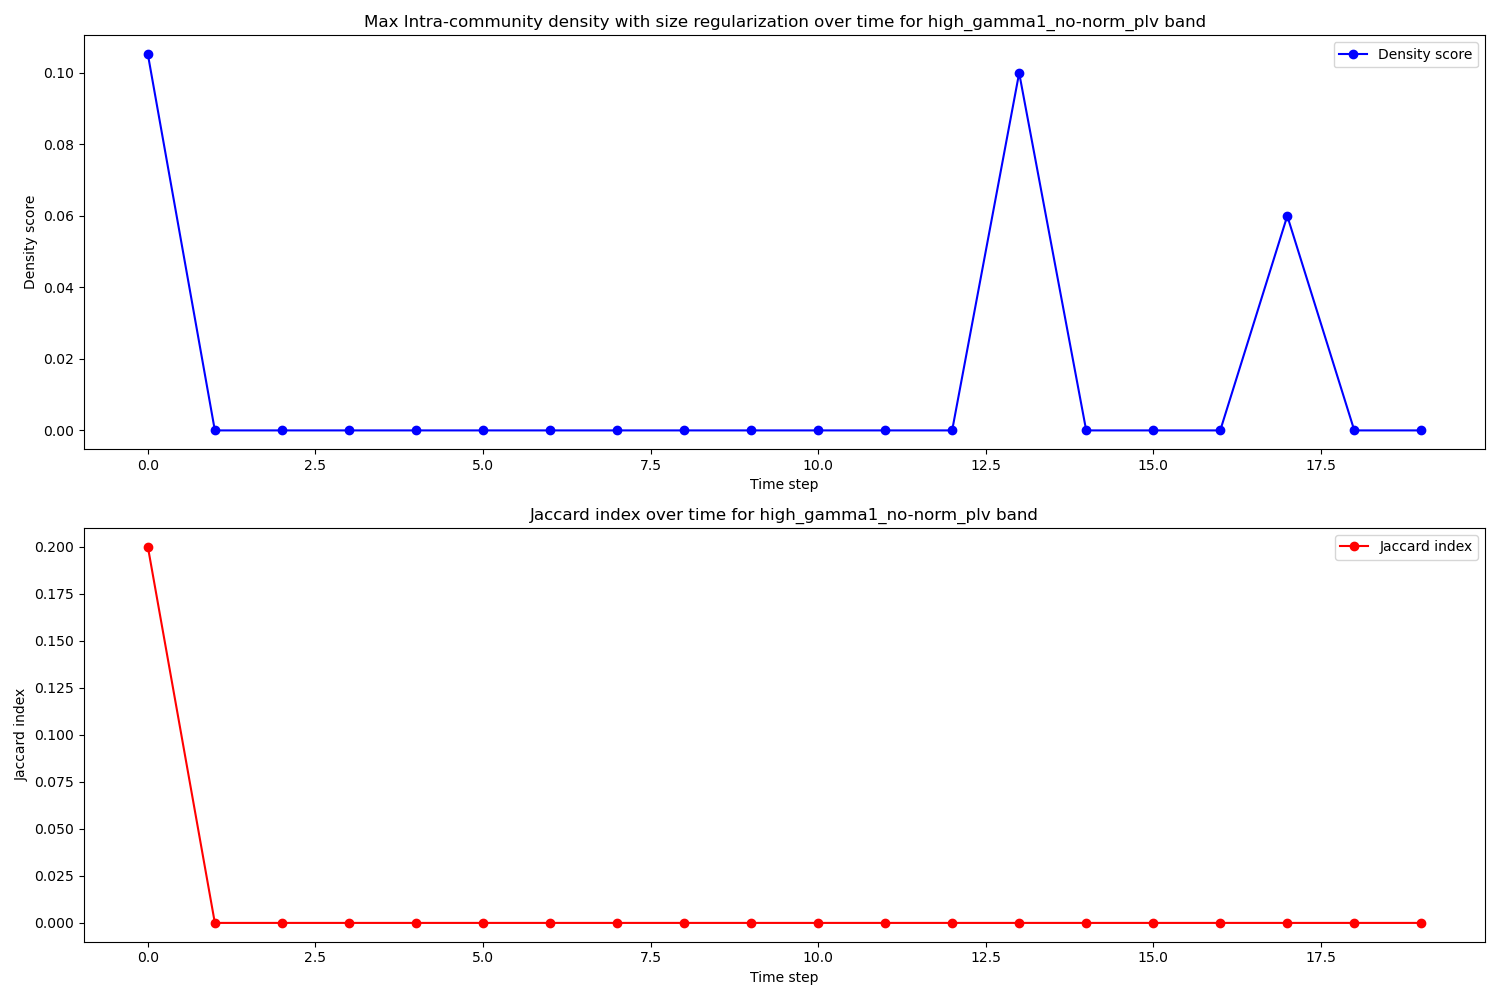 Max Intra-community density with size regularization over time for high_gamma1_no-norm_plv band
Density score
0.10
0.08
0.06
0.04
0.02
0.00
Density score
0.0 2.5 5.0 7.5 10.0 12.5 15.0 17.5
Time step
Jaccard index over time for high_gamma1_no-norm_plv band
Jaccard index
0.200
0.175
0.150
0.125
0.100
0.075
0.050
0.025
0.000
Jaccard index
0.0 2.5 5.0 7.5 10.0 12.5 15.0 17.5
Time step